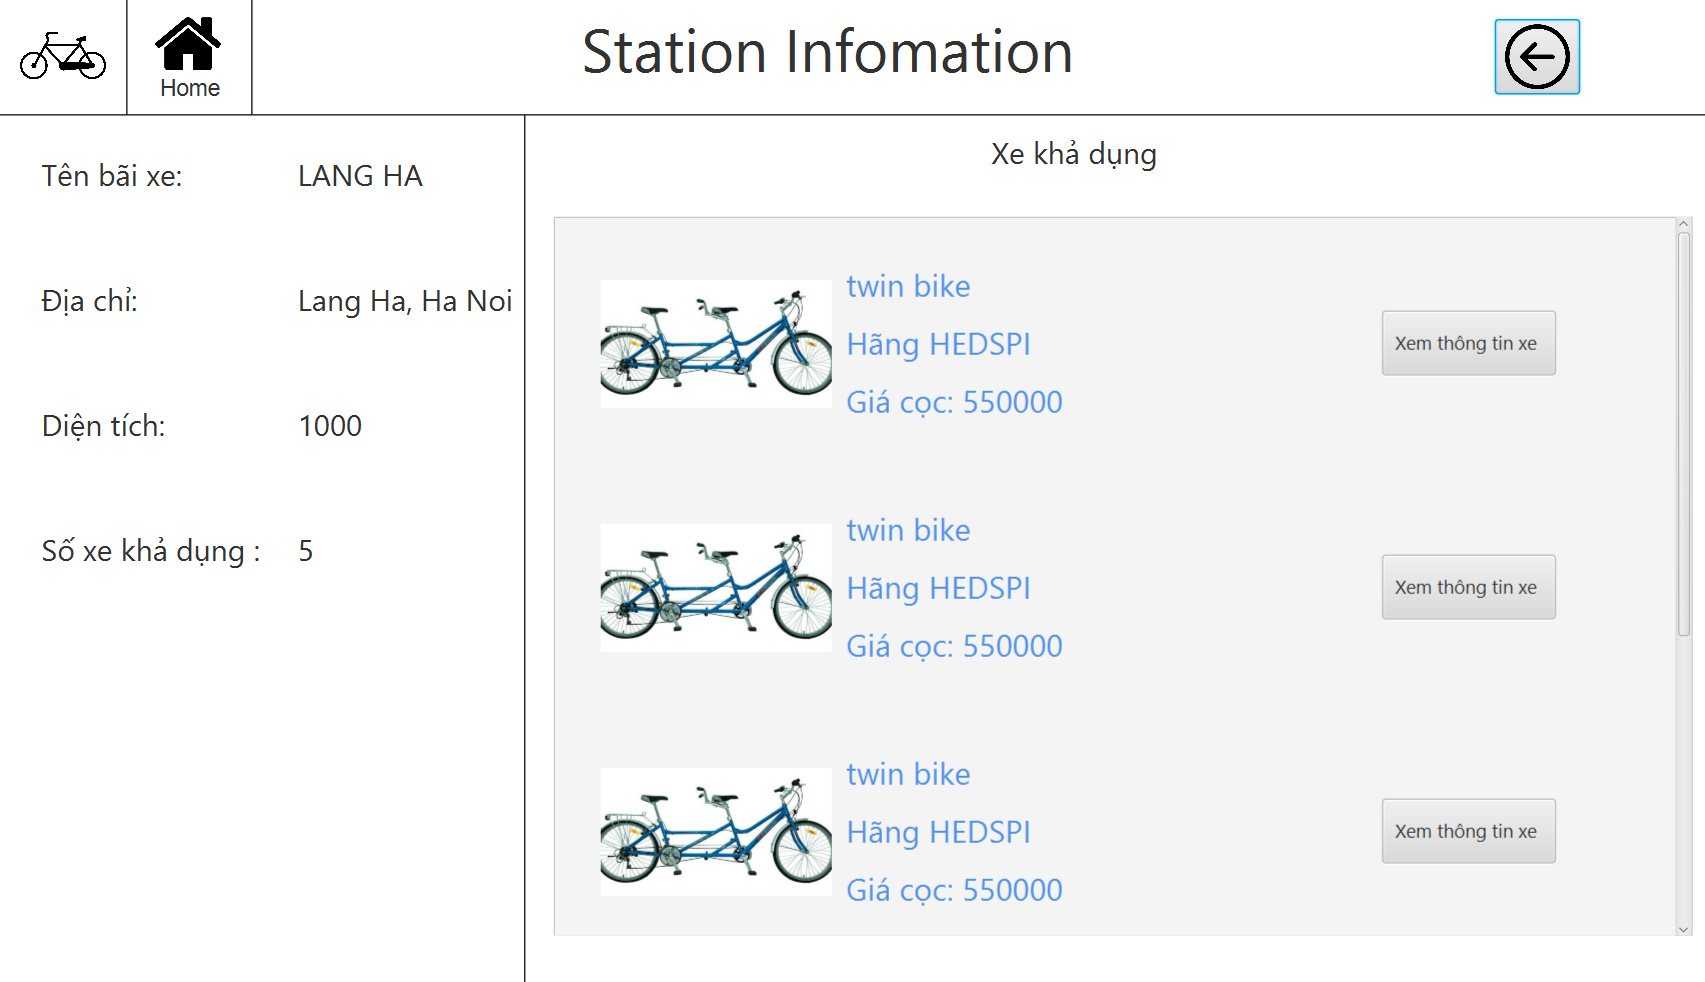 Home
Station Infomation
Tên bãi xe: LANG HA
Địa chỉ: Lang Ha, Ha Noi
Diện tích: 1000
Số xe khả dụng : 5
Xe khả dụng
twin bike
Hãng HEDSPI
Giá cọc: 550000
Xem thông tin xe
twin bike
Hãng HEDSPI
Giá cọc: 550000
Xem thông tin xe
twin bike
Hãng HEDSPI
Giá cọc: 550000
Xem thông tin xe